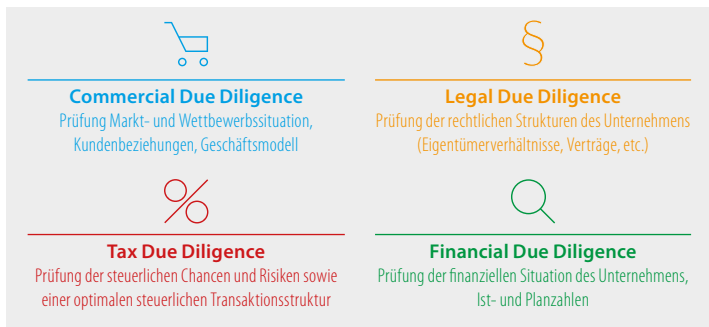 Commercial Due Diligence
Prüfung Markt- und Wettbewerbssituation,
Kundenbeziehungen, Geschäftsmodell
§
Legal Due Diligence
Prüfung der rechtlichen Strukturen des Unternehmens
(Eigentümerverhältnisse, Verträge, etc.)
%
Tax Due Diligence
Prüfung der steuerlichen Chancen und Risiken sowie
einer optimalen steuerlichen Transaktionsstruktur
Financial Due Diligence
Prüfung der finanziellen Situation des Unternehmens,
Ist- und Planzahlen